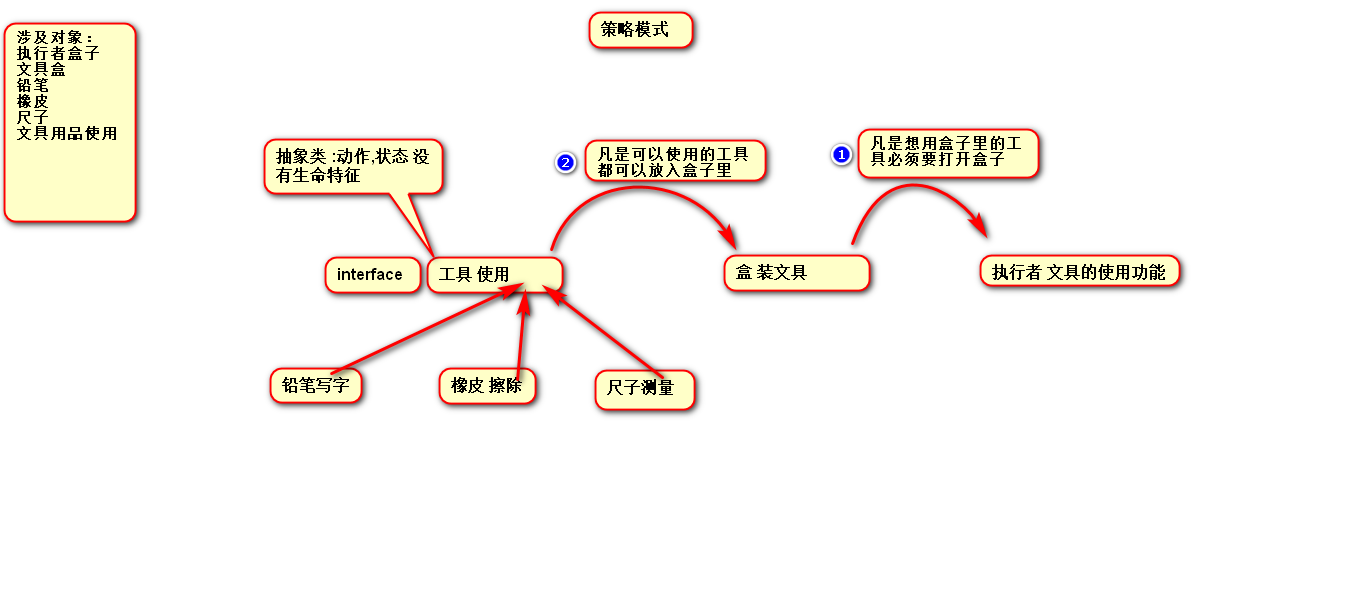 策略模式
涉及对象：
执行者盒子
文具盒
铅笔
橡皮
尺子
文具用品使用
抽象类 :动作,状态 没
有生命特征
2
凡是可以使用的工具
都可以放入盒子里
1
凡是想用盒子里的工
具必须要打开盒子
interface
工具 使用
盒 装文具
执行者 文具的使用功能
铅笔写字
橡皮 擦除
尺子测量